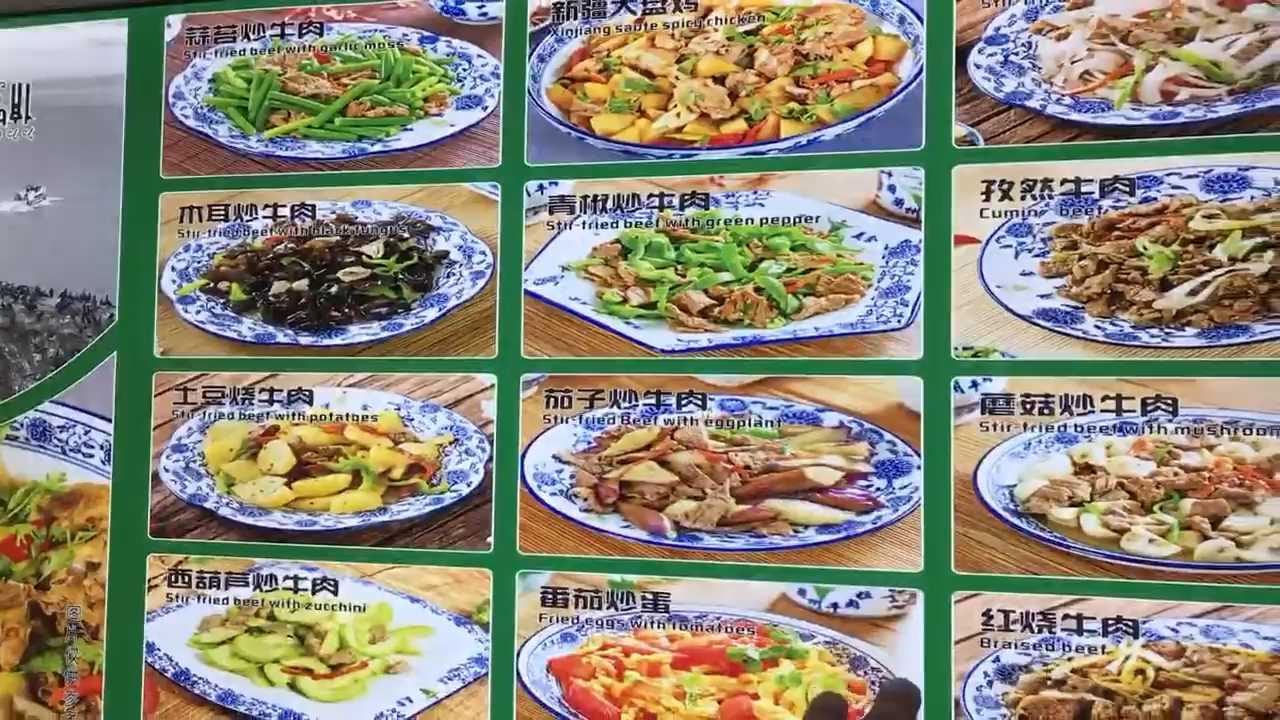 蒜苔炒牛肉
Stir-fried beef with garlic moss
新疆大盘鸡
Xinjiang saute spicy chicken
木耳炒牛肉
Stir-fried beef with black fungus
青椒炒牛肉
Stir-fried beef with green pepper
孜然牛肉
Cumin beef
土豆烧牛肉
Stir-fried beef with potatoes
茄子炒牛肉
Stir-fried Beef with eggplant
蘑菇炒牛肉
Stir-fried beef with mushroom
西葫芦炒牛肉
Stir-fried beef with zucchini
番茄炒蛋
Fried eggs with tomatoes
红烧牛肉
Braised beef